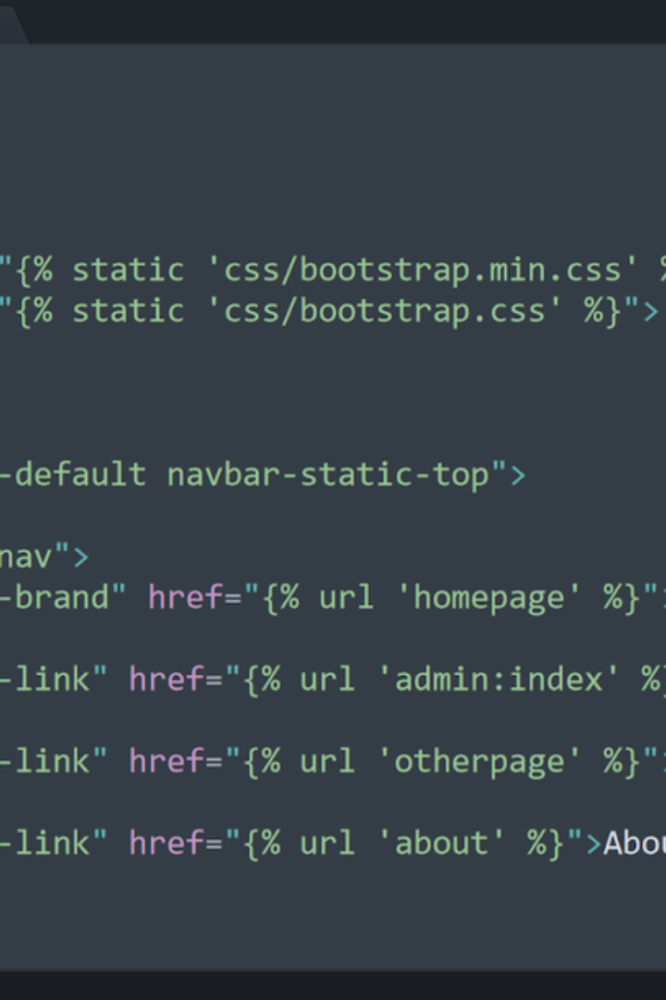 "{% static 'css/bootstrap.min.css' %
"{% static 'css/bootstrap.css' %}">
-default navbar-static-top">
nav">
-brand" href="{% url 'homepage' %}">
-link" href="{% url 'admin:index' %}
-link" href="{% url 'otherpage' %}">
-link" href="{% url 'about' %}">Abou